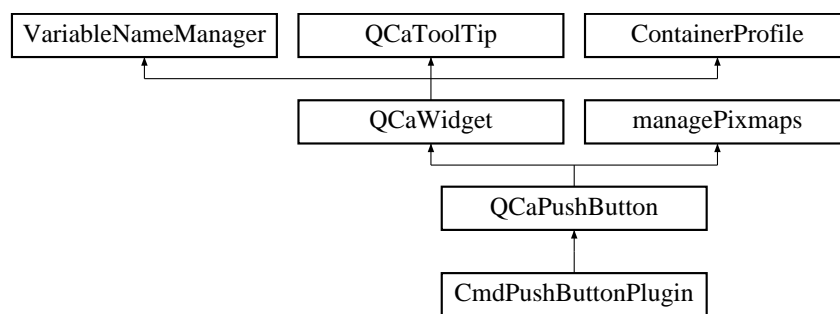 VariableNameManager
QCaToolTip
ContainerProfile
QCaWidget
managePixmaps
QCaPushButton
CmdPushButtonPlugin